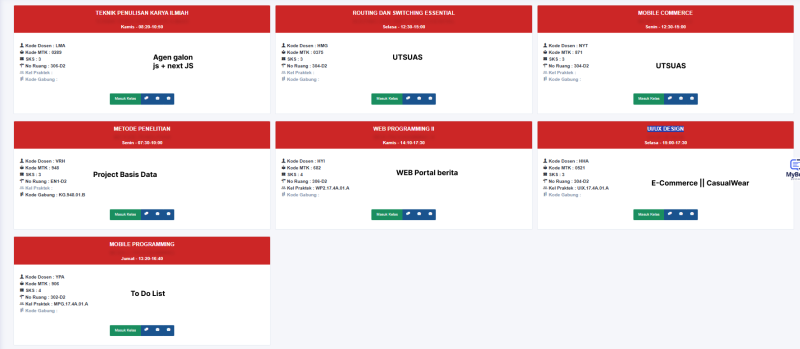 TEKNIK PENULISAN KARYA ILMIAH
Kamis - 08:20-10:00
Kode Dosen : LMA
Kode MTK : 0209
SKS : 3
No Ruang : 306-D2
Kel Praktek :
Kode Gabung :
Agen galon
js + next JS
Masuk Kelas
ROUTING DAN SWITCHING ESSENTIAL
Selasa - 12:30-15:00
Kode Dosen : HMG
Kode MTK : 0375
SKS : 3
No Ruang : 304-D2
Kel Praktek :
Kode Gabung :
UTSUAS
Masuk Kelas
MOBILE COMMERCE
Senin - 12:30-15:00
Kode Dosen : NYT
Kode MTK : 871
SKS : 3
No Ruang : 304-D2
Kel Praktek :
Kode Gabung :
UTSUAS
Masuk Kelas
METODE PENELITIAN
Senin - 07:30-10:00
Kode Dosen : VRH
Kode MTK : 940
SKS : 3
No Ruang : EN1-D2
Kel Praktek :
Kode Gabung : KG.940.01.B
Project Basis Data
Masuk Kelas
WEB PROGRAMMING II
Kamis - 14:10-17:30
Kode Dosen : HYI
Kode MTK : 682
SKS : 4
No Ruang : 306-D2
Kel Praktek : WP2.17.4A.01.A
Kode Gabung :
WEB Portal berita
Masuk Kelas
UI/UX DESIGN
Selasa - 15:00-17:30
Kode Dosen : HHA
Kode MTK : 0821
SKS : 3
No Ruang : 304-D2
Kel Praktek : UIX.17.4A.01.A
Kode Gabung :
E-Commerce || CasualWear
Masuk Kelas
MOBILE PROGRAMMING
Jumat - 13:20-16:40
Kode Dosen : YPA
Kode MTK : 906
SKS : 4
No Ruang : 302-D2
Kel Praktek : MPG.17.4A.01.A
Kode Gabung :
To Do List
Masuk Kelas